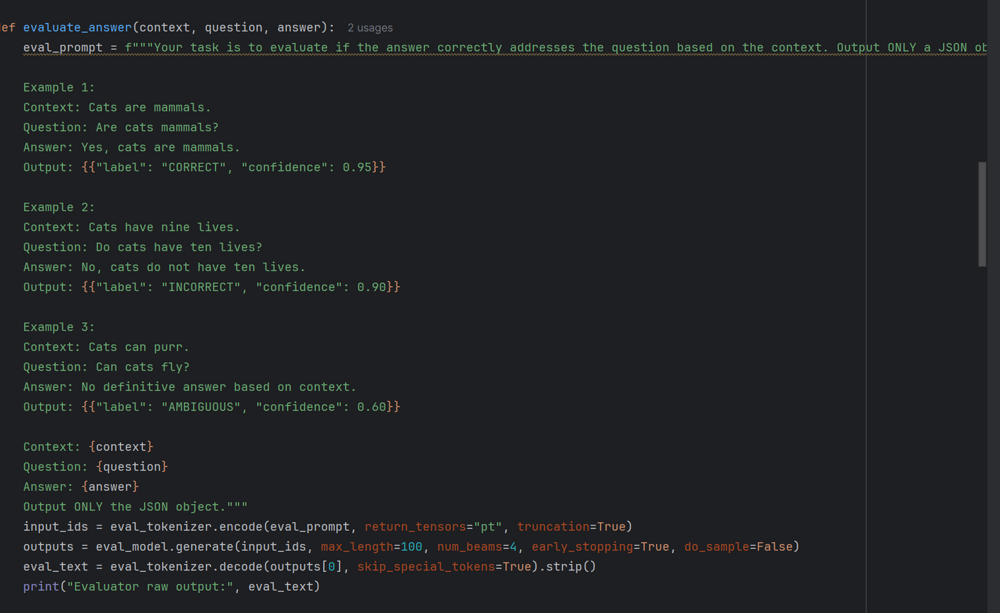 def evaluate_answer(context, question, answer): 2 usages
eval_prompt = f"""Your task is to evaluate if the answer correctly addresses the question based on the context. Output ONLY a JSON ob
Example 1:
Context: Cats are mammals.
Question: Are cats mammals?
Answer: Yes, cats are mammals.
Output: {{"label": "CORRECT", "confidence": 0.95}}
Example 2:
Context: Cats have nine lives.
Question: Do cats have ten lives?
Answer: No, cats do not have ten lives.
Output: {{"label": "INCORRECT", "confidence": 0.90}}
Example 3:
Context: Cats can purr.
Question: Can cats fly?
Answer: No definitive answer based on context.
Output: {{"label": "AMBIGUOUS", "confidence": 0.60}}
Context: {context}
Question: {question}
Answer: {answer}
Output ONLY the JSON object."""
input_ids = eval_tokenizer.encode(eval_prompt, return_tensors="pt", truncation=True)
outputs = eval_model.generate(input_ids, max_length=100, num_beams=4, early_stopping=True, do_sample=False)
eval_text = eval_tokenizer.decode(outputs[0], skip_special_tokens=True).strip()
print("Evaluator raw output:", eval_text)